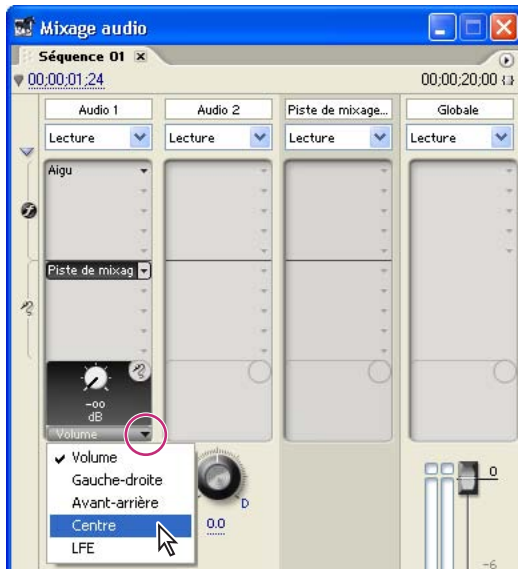 Mixage audio
Séquence 01
00;00;01;24 00;00;20;00
Audio 1 Audio 2 Piste de mixage... Globale
Lecture Lecture Lecture Lecture
Aigu
Piste de mixag
-oo
dB
Volume
Volume
Gauche-droite
Avant-arrière
Centre
LFE
D
0.0
0
-6